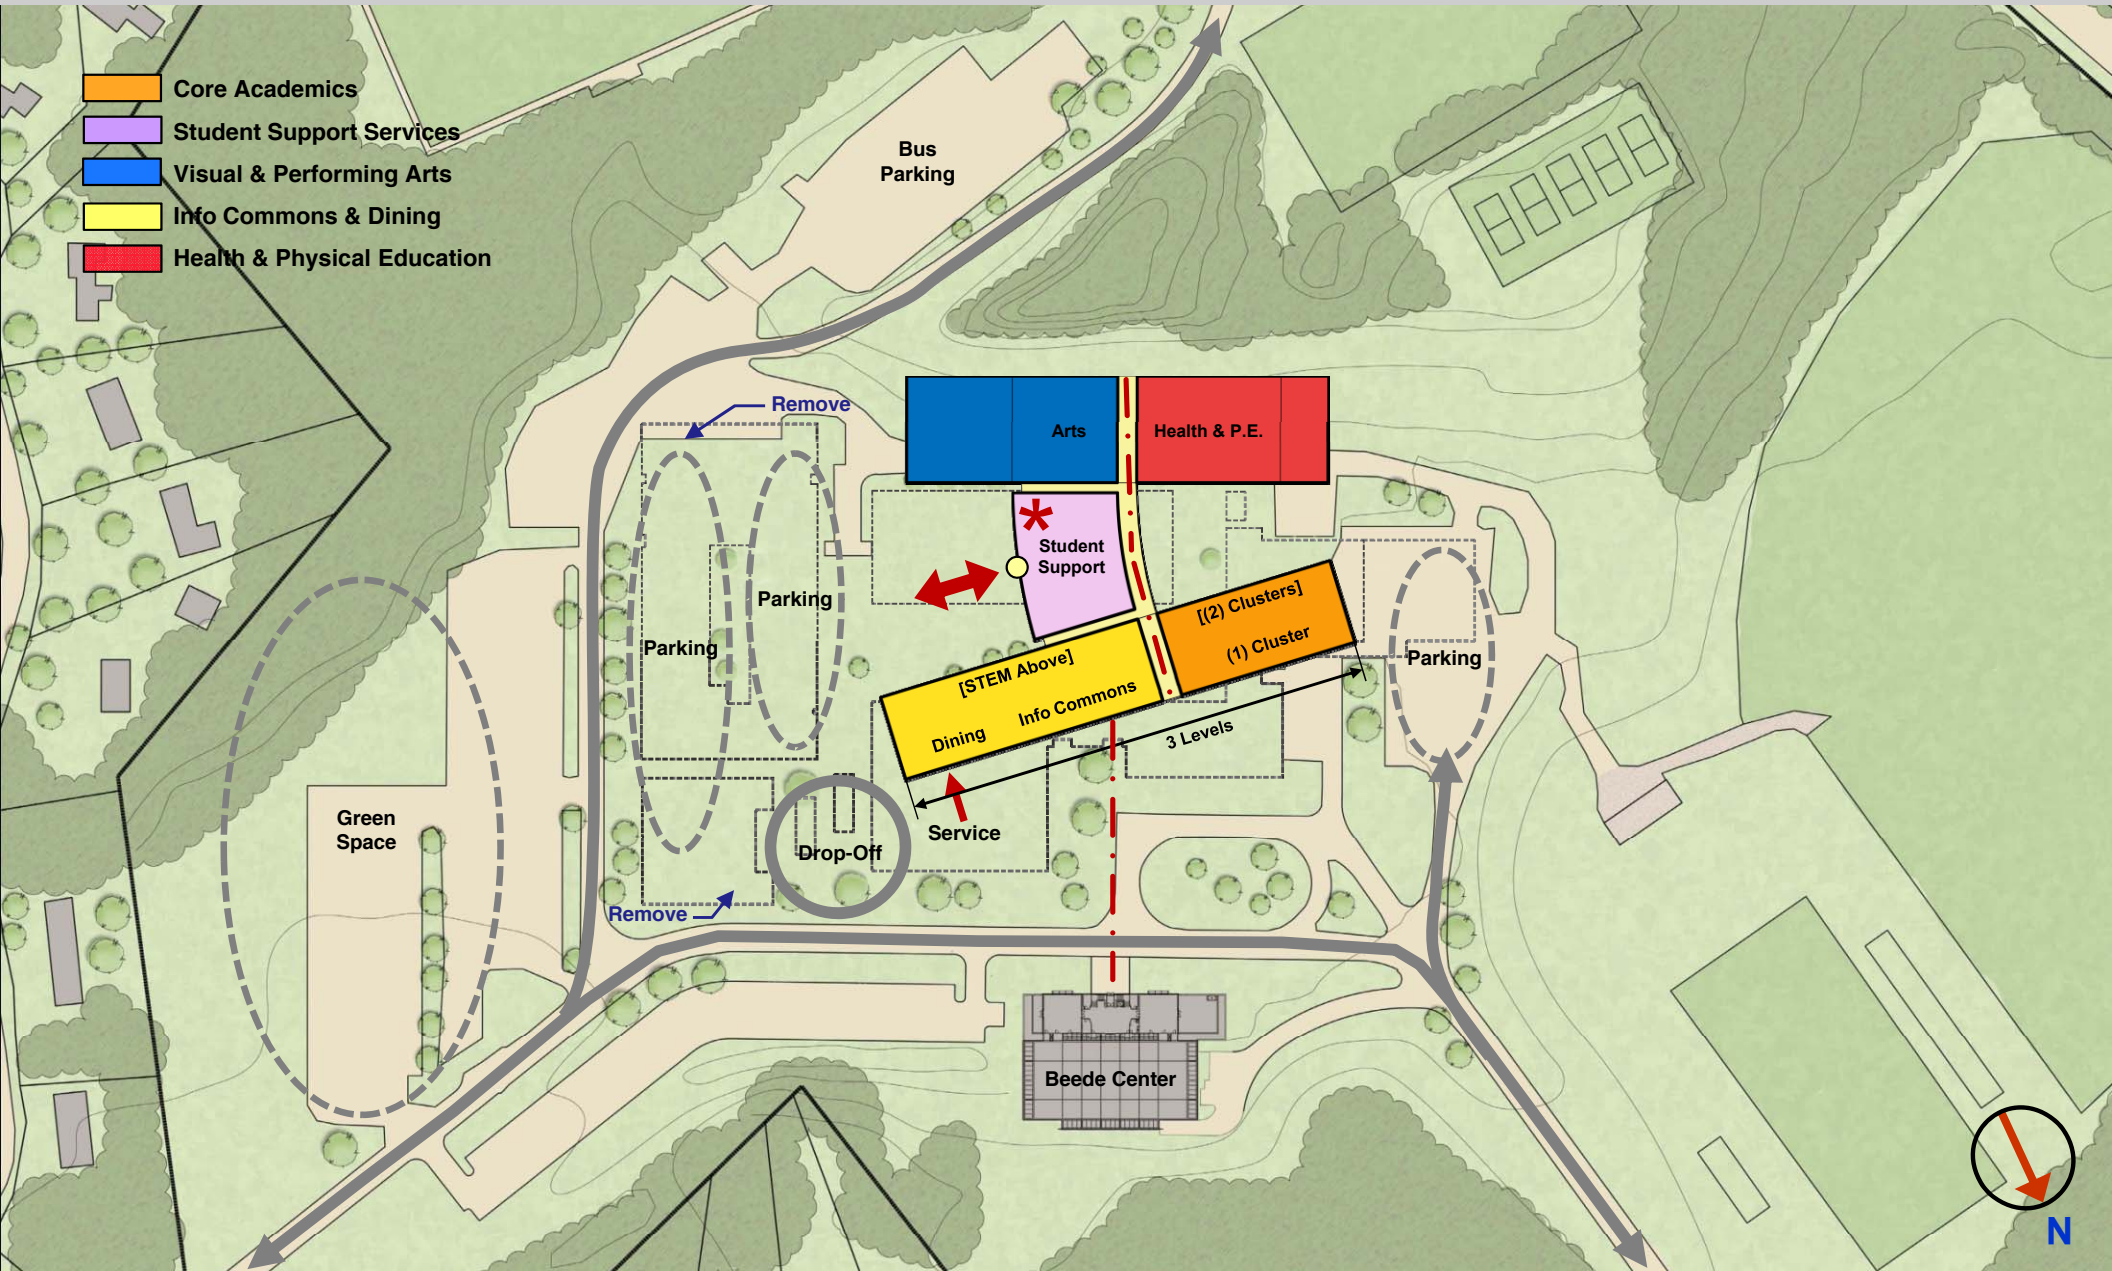 Core Academics
Student Support Services
Visual & Performing Arts
Info Commons & Dining
Health & Physical Education
Bus
Parking
Remove
Arts
Health & P.E.
*
Student
Support
Parking
Parking
[(2) Clusters]
(1) Cluster
Parking
[STEM Above]
Info Commons
Dining
3 Levels
Green
Space
Service
Drop-Off
Remove
Beede Center
N